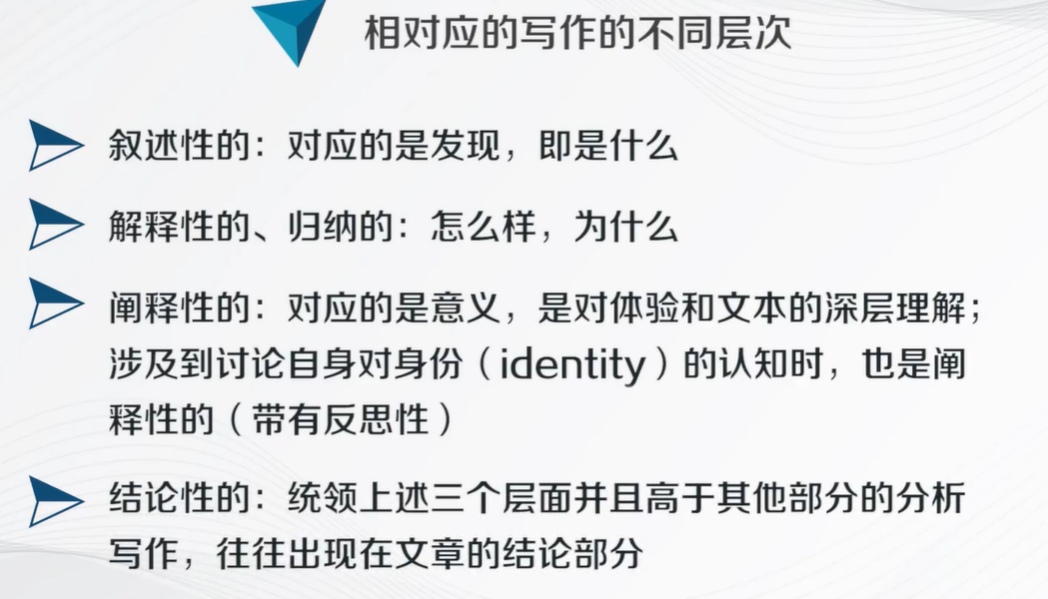 相对应的写作的不同层次
叙述性的：对应的是发现，即是什么
解释性的、归纳的：怎么样，为什么
阐释性的：对应的是意义，是对体验和文本的深层理解；
涉及到讨论自身对身份（identity）的认知时，也是阐
释性的（带有反思性）
结论性的：统领上述三个层面并且高于其他部分的分析
写作，往往出现在文章的结论部分